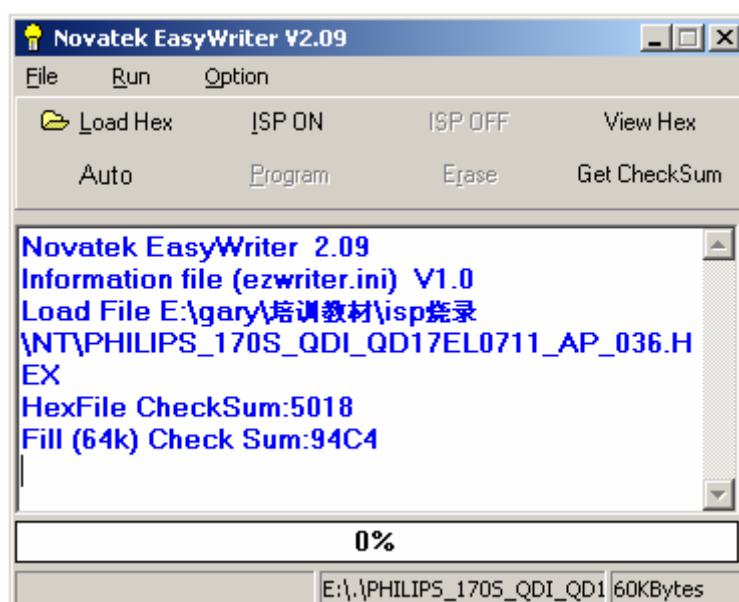 Novatek EasyWriter V2.09
File Run Option
Load Hex ISP ON ISP OFF View Hex
Auto Program Erase Get CheckSum
Novatek EasyWriter 2.09
Information file (ezwriter.ini) V1.0
Load File E:\gary\培训教材\isp烧录
\NT\PHILIPS_170S_QDI_QD17EL0711_AP_036.H
EX
HexFile CheckSum:5018
Fill (64k) Check Sum:94C4
0%
E:\.\PHILIPS_170S_QDI_QD1 60KBytes